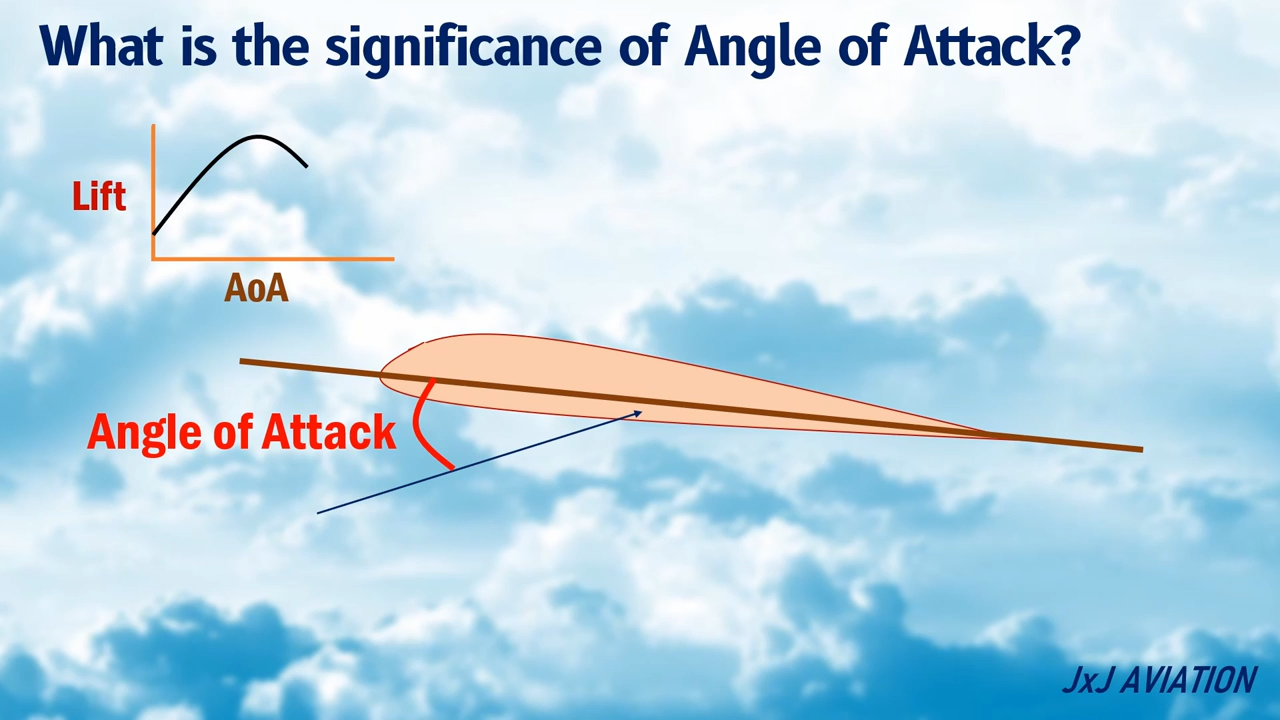 What is the significance of Angle of Attack?
Lift
AoA
Angle of Attack
JxJ AVIATION